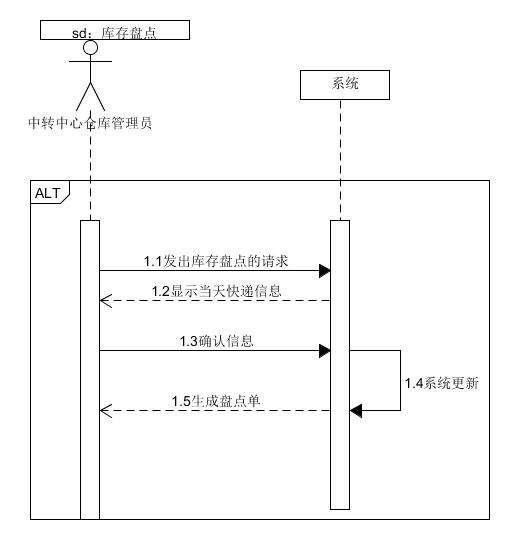 sd：库存盘点
系统
中转中心仓库管理员
ALT
1.1发出库存盘点的请求
1.2显示当天快递信息
1.3确认信息
1.4系统更新
1.5生成盘点单